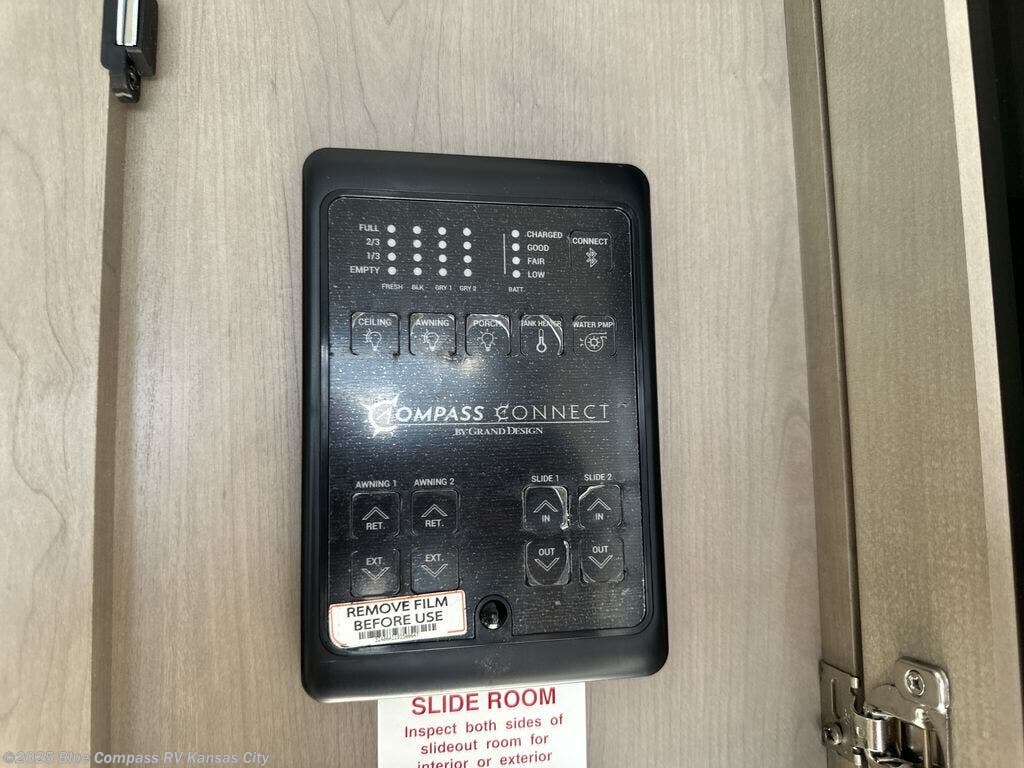 FULL
2/3
1/3
EMPTY
FRESH BLK GRY 1 GRY 2
CHARGED
GOOD
FAIR
LOW
BATT.
CONNECT
CEILING AWNING PORCH TANK HEATER WATER PMP
COMPASS CONNECT
BY GRAND DESIGN
AWNING 1 AWNING 2 SLIDE 1 SLIDE 2
RET. RET. IN IN
EXT. EXT. OUT OUT
REMOVE FILM
BEFORE USE
SLIDE ROOM
Inspect both sides of
slideout room for
interior or exterior
©2025 Blue Compass RV Kansas City